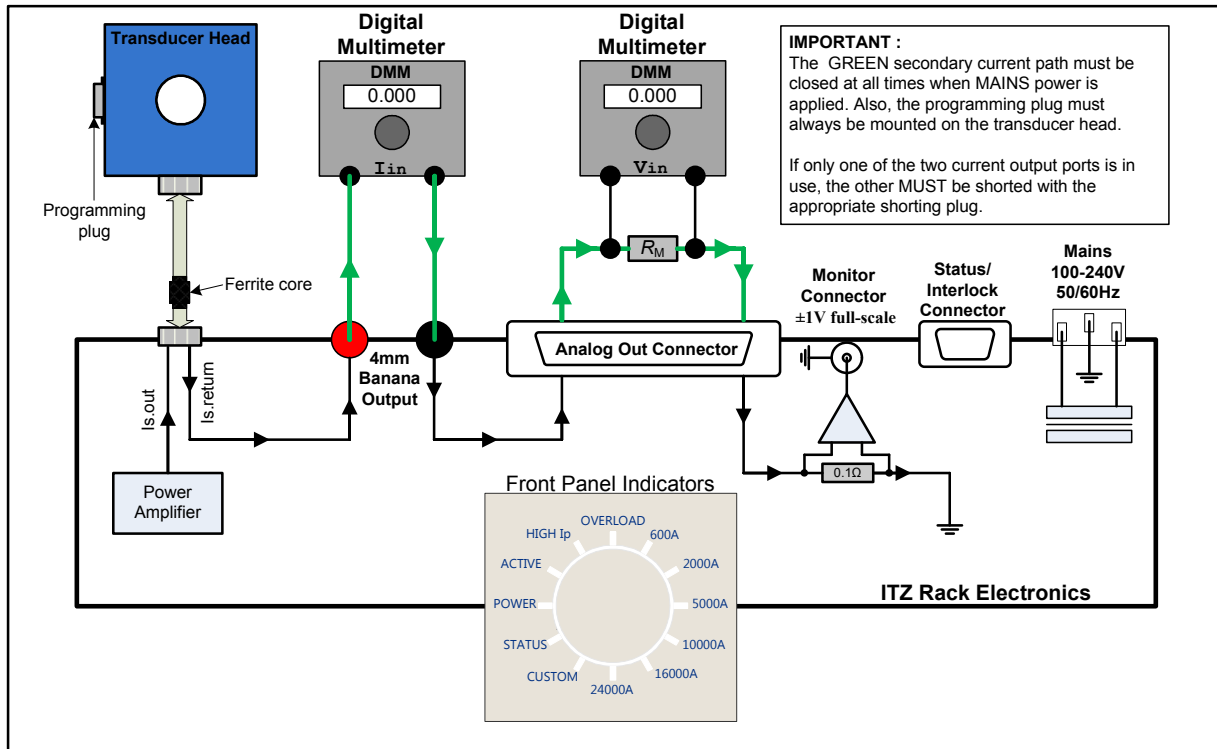 Transducer Head
Programming
plug
Ferrite core
Digital
Multimeter
DMM
0.000
Iin
Digital
Multimeter
DMM
0.000
Vin
RM
IMPORTANT :
The GREEN secondary current path must be
closed at all times when MAINS power is
applied. Also, the programming plug must
always be mounted on the transducer head.
If only one of the two current output ports is in
use, the other MUST be shorted with the
appropriate shorting plug.
Monitor
Connector
±1V full-scale
Status/
Interlock
Connector
Mains
100-240V
50/60Hz
4mm
Banana
Output
Analog Out Connector
Is.out
Is.return
Power
Amplifier
0.1Ω
Front Panel Indicators
OVERLOAD
HIGH Ip
600A
ACTIVE
2000A
POWER
5000A
STATUS
10000A
CUSTOM
16000A
24000A
ITZ Rack Electronics